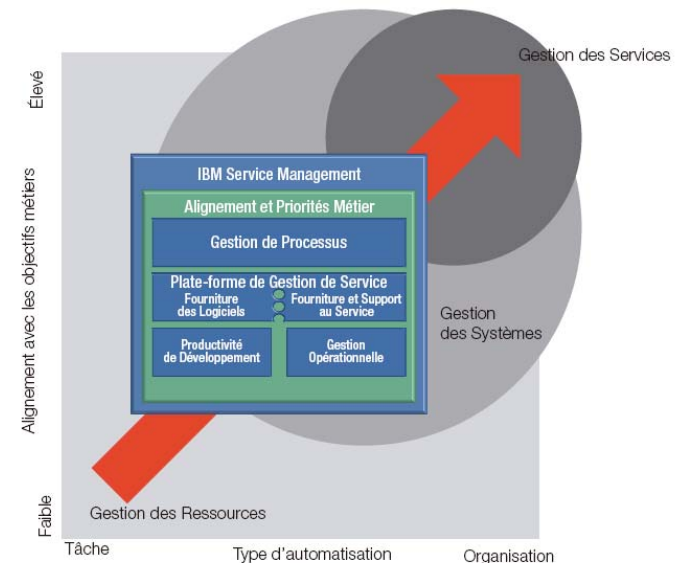 Gestion des Services
Élevé
Alignement avec les objectifs métiers
Faible
IBM Service Management
Alignement et Priorités Métier
Gestion de Processus
Plate-forme de Gestion de Service
Fourniture
des Logiciels
Fourniture et Support
au Service
Productivité
de Développement
Gestion
Opérationnelle
Gestion
des Systèmes
Gestion des Ressources
Tâche
Type d'automatisation
Organisation